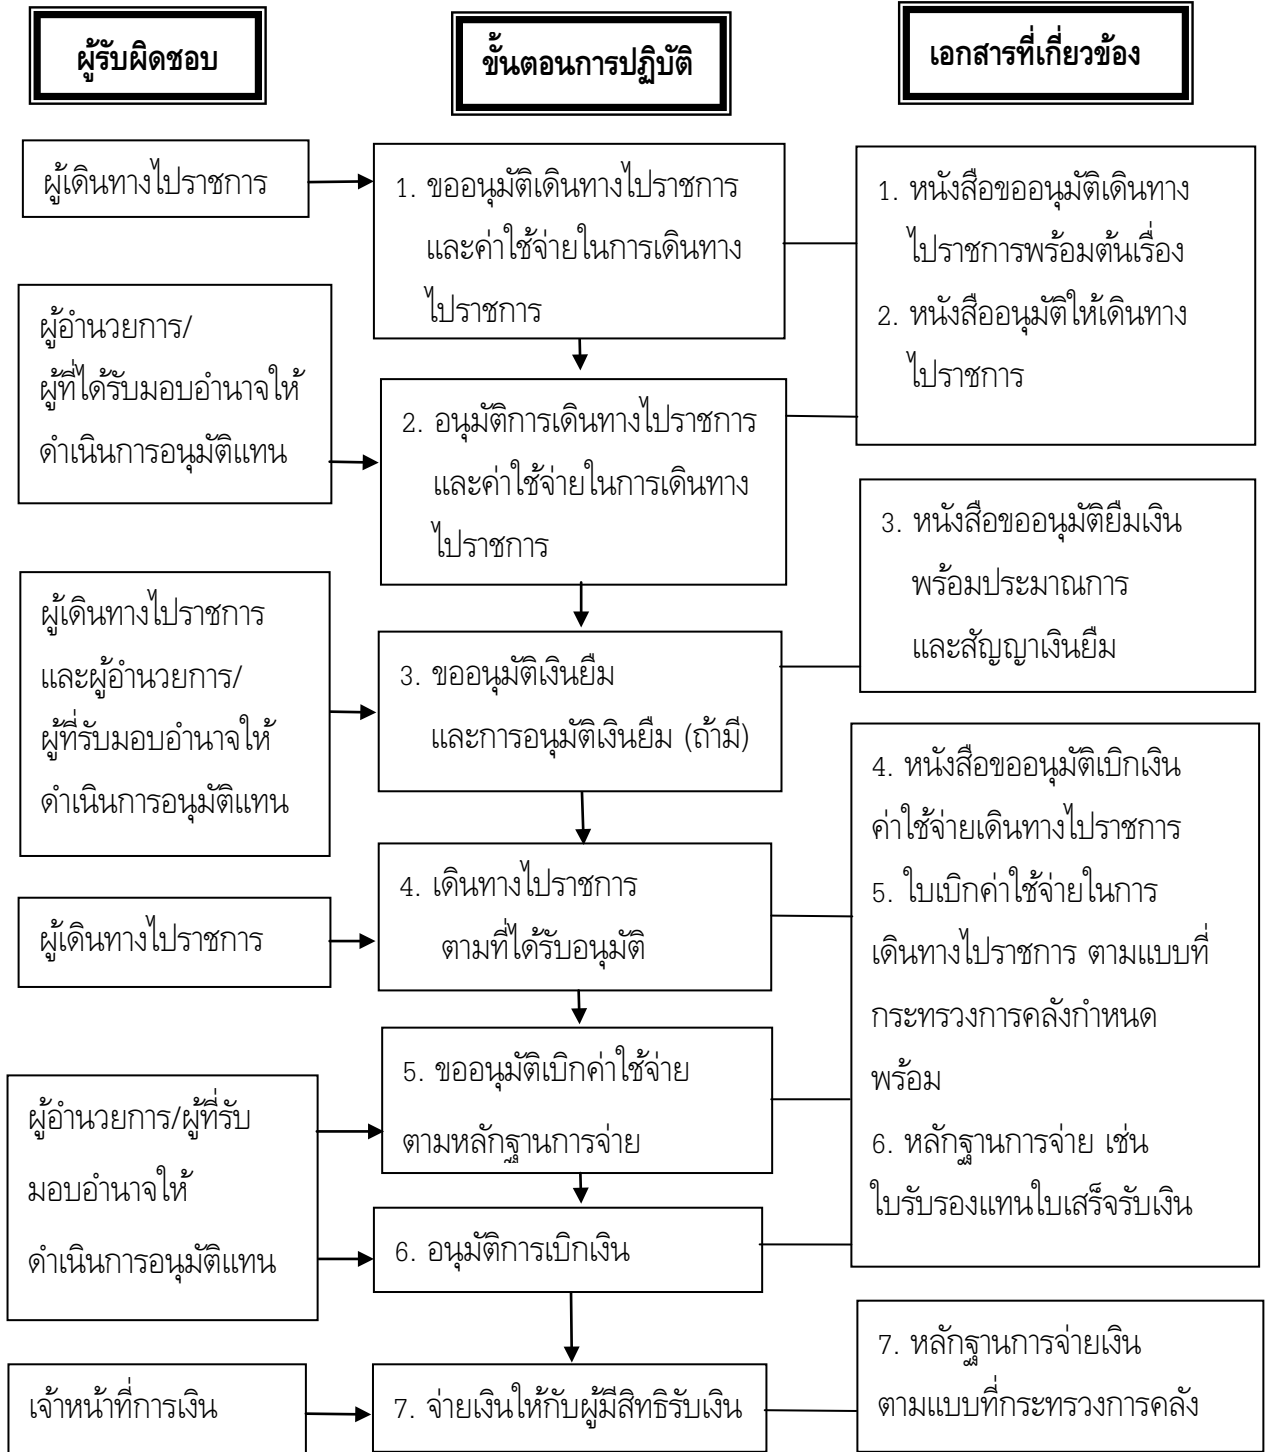 ผู้รับผิดชอบ
ขั้นตอนการปฏิบัติ
เอกสารที่เกี่ยวข้อง
ผู้เดินทางไปราชการ
1. ขออนุมัติเดินทางไปราชการ
และค่าใช้จ่ายในการเดินทาง
ไปราชการ
1. หนังสือขออนุมัติเดินทาง
ไปราชการพร้อมต้นเรื่อง
2. หนังสืออนุมัติให้เดินทาง
ไปราชการ
ผู้อำนวยการ/
ผู้ที่ได้รับมอบอำนาจให้
ดำเนินการอนุมัติแทน
2. อนุมัติการเดินทางไปราชการ
และค่าใช้จ่ายในการเดินทาง
ไปราชการ
3. หนังสือขออนุมัติยืมเงิน
พร้อมประมาณการ
และสัญญาเงินยืม
ผู้เดินทางไปราชการ
และผู้อำนวยการ/
ผู้ที่รับมอบอำนาจให้
ดำเนินการอนุมัติแทน
3. ขออนุมัติเงินยืม
และการอนุมัติเงินยืม (ถ้ามี)
4. หนังสือขออนุมัติเบิกเงิน
ค่าใช้จ่ายเดินทางไปราชการ
5. ใบเบิกค่าใช้จ่ายในการ
เดินทางไปราชการ ตามแบบที่
กระทรวงการคลังกำหนด
พร้อม
6. หลักฐานการจ่าย เช่น
ใบรับรองแทนใบเสร็จรับเงิน
ผู้เดินทางไปราชการ
4. เดินทางไปราชการ
ตามที่ได้รับอนุมัติ
ผู้อำนวยการ/ผู้ที่รับ
มอบอำนาจให้
ดำเนินการอนุมัติแทน
5. ขออนุมัติเบิกค่าใช้จ่าย
ตามหลักฐานการจ่าย
6. อนุมัติการเบิกเงิน
เจ้าหน้าที่การเงิน
7. จ่ายเงินให้กับผู้มีสิทธิรับเงิน
7. หลักฐานการจ่ายเงิน
ตามแบบที่กระทรวงการคลัง